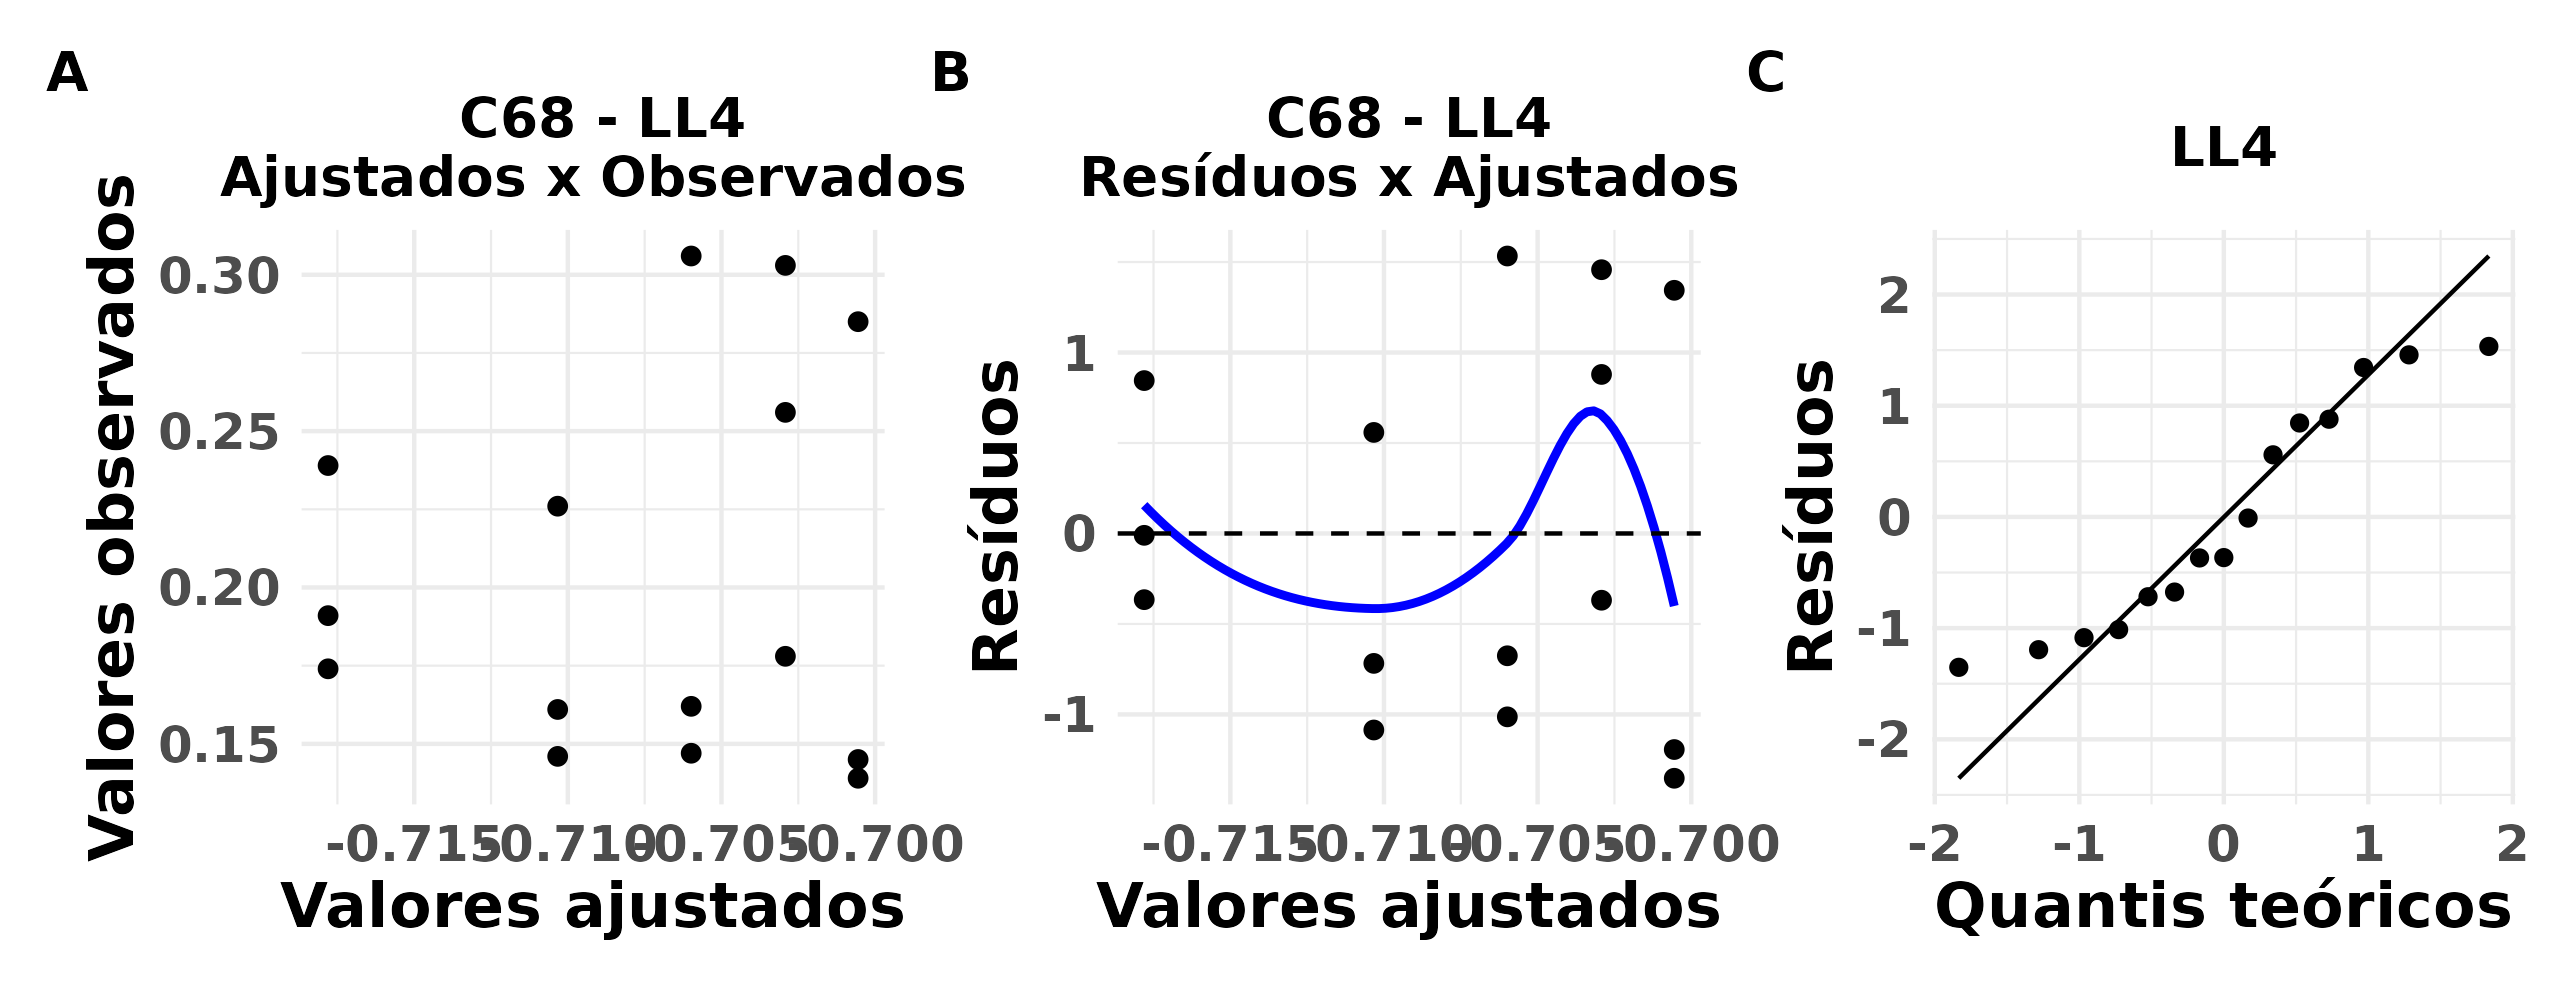 A
C68 - LL4
Ajustados x Observados
Valores observados
0.30
0.25
0.20
0.15
-0.715
-0.710
-0.705
-0.700
Valores ajustados
B
C68 - LL4
Resíduos x Ajustados
Resíduos
1
0
-1
-0.715
-0.710
-0.705
-0.700
Valores ajustados
C
LL4
Resíduos
2
1
0
-1
-2
-2 -1 0 1 2
Quantis teóricos